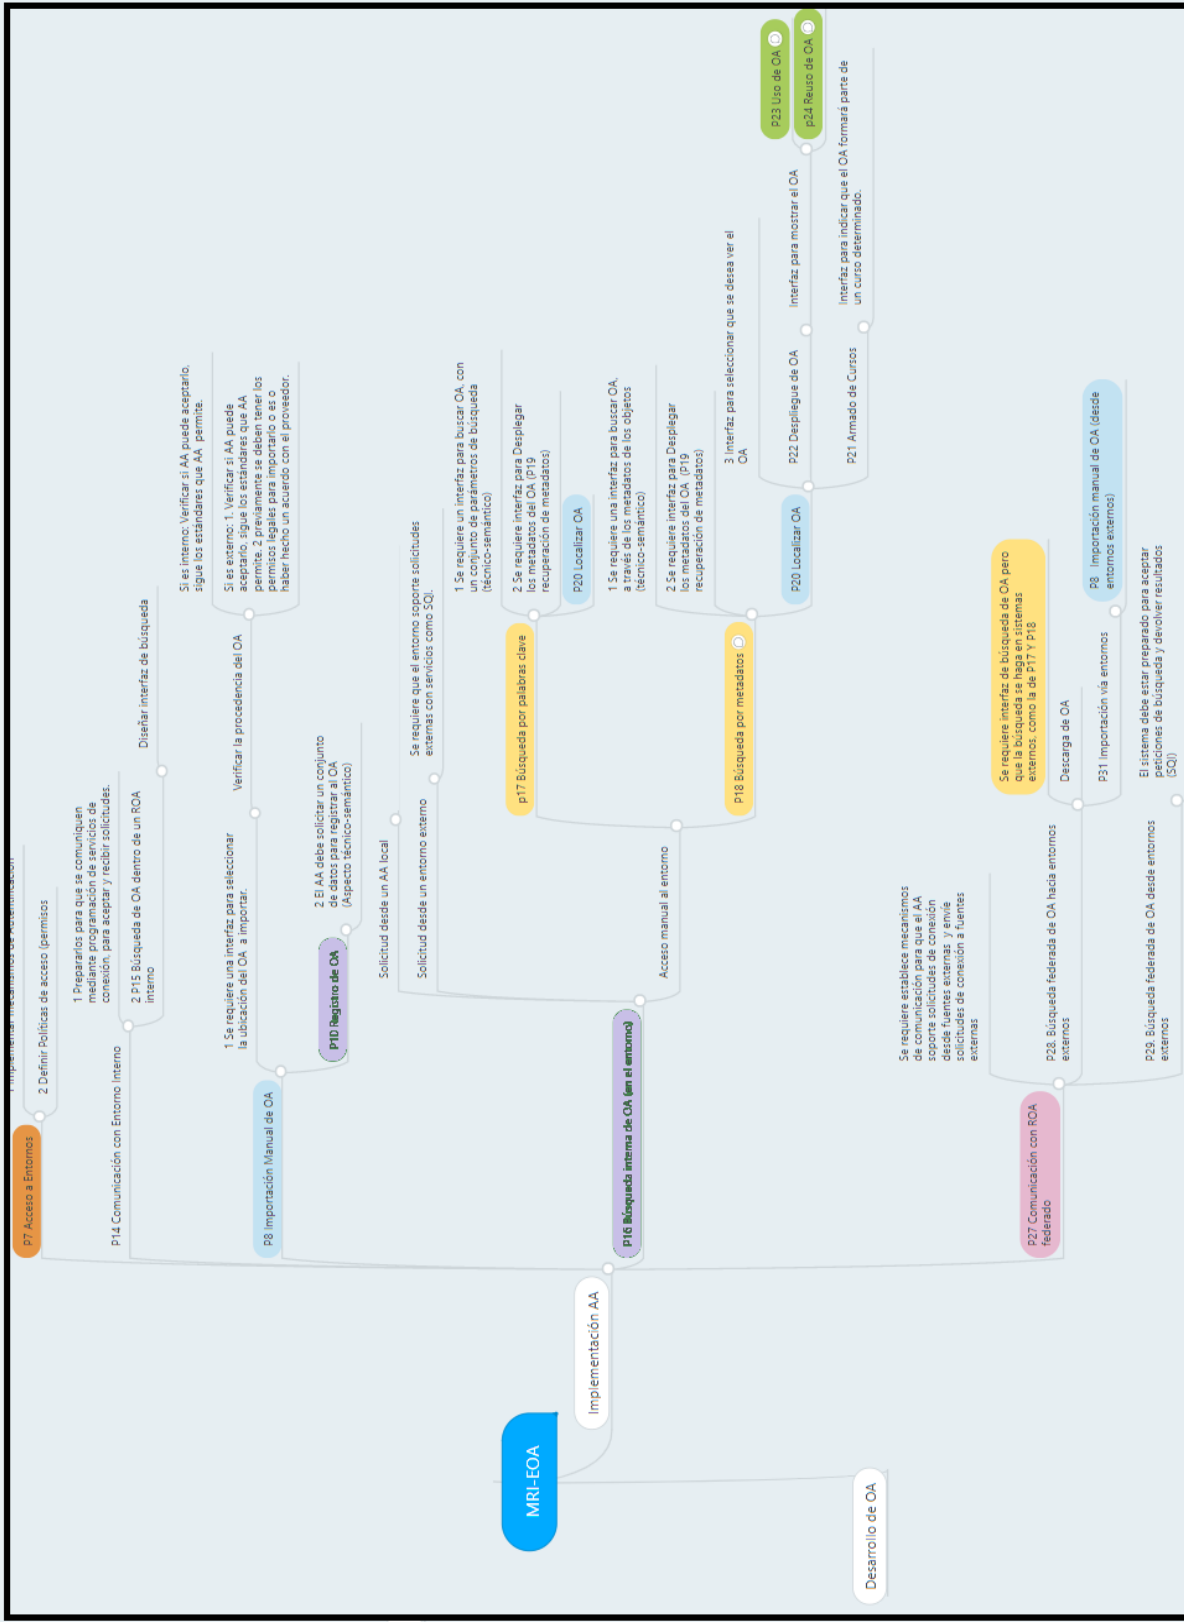 MRI-EOA
Implementación AA
Desarrollo de OA
P7 Acceso a Entornos
2 Definir Políticas de acceso (permisos
P14 Comunicación con Entorno Interno
1 Prepararlos para que se comuniquen
mediante programación de servicios de
conexión, para aceptar y recibir solicitudes.
2 P15 Búsqueda de OA dentro de un ROA
interno
Diseñar interfaz de búsqueda
P8 Importación Manual de OA
1 Se requiere una interfaz para seleccionar
la ubicación del OA a importar.
Verificar la procedencia del OA
Si es interno: Verificar si AA puede aceptarlo.
sigue los estándares que AA permite.
Si es externo: 1. Verificar si AA puede
aceptarlo, sigue los estándares que AA
permite. 2 previamente se deben tener los
permisos legales para importarlo o es o
haber hecho un acuerdo con el proveedor.
P10 Registro de OA
2 El AA debe solicitar un conjunto
de datos para registrar al OA
(Aspecto técnico-semántico)
P16 Búsqueda interna de OA (en el entorno)
Solicitud desde un AA local
Solicitud desde un entorno externo
Se requiere que el entorno soporte solicitudes
externas con servicios como SQI.
Acceso manual al entorno
p17 Búsqueda por palabras clave
1 Se requiere un interfaz para buscar OA, con
un conjunto de parámetros de búsqueda
(técnico-semántico)
2 Se requiere interfaz para Desplegar
los metadatos del OA (P19
recuperación de metadatos)
P20 Localizar OA
P18 Búsqueda por metadatos
1 Se requiere una interfaz para buscar OA,
a través de los metadatos de los objetos
(técnico-semántico)
2 Se requiere interfaz para Desplegar
los metadatos del OA (P19
recuperación de metadatos)
P20 Localizar OA
3 Interfaz para seleccionar que se desea ver el
OA
P22 Despliegue de OA
Interfaz para mostrar el OA
P23 Uso de OA
p24 Reuso de OA
P21 Armado de Cursos
Interfaz para indicar que el OA formará parte de
un curso determinado.
P27 Comunicación con ROA
federado
Se requiere establece mecanismos
de comunicación para que el AA
soporte solicitudes de conexión
desde fuentes externas y envíe
solicitudes de conexión a fuentes
externas
P28. Búsqueda federada de OA hacia entornos
externos
Se requiere interfaz de búsqueda de OA pero
que la búsqueda se haga en sistemas
externos, como la de P17 Y P18
Descarga de OA
P31 Importación vía entornos
P8 Importación manual de OA (desde
entornos externos)
P29. Búsqueda federada de OA desde entornos
externos
El sistema debe estar preparado para aceptar
peticiones de búsqueda y devolver resultados
(SQI)